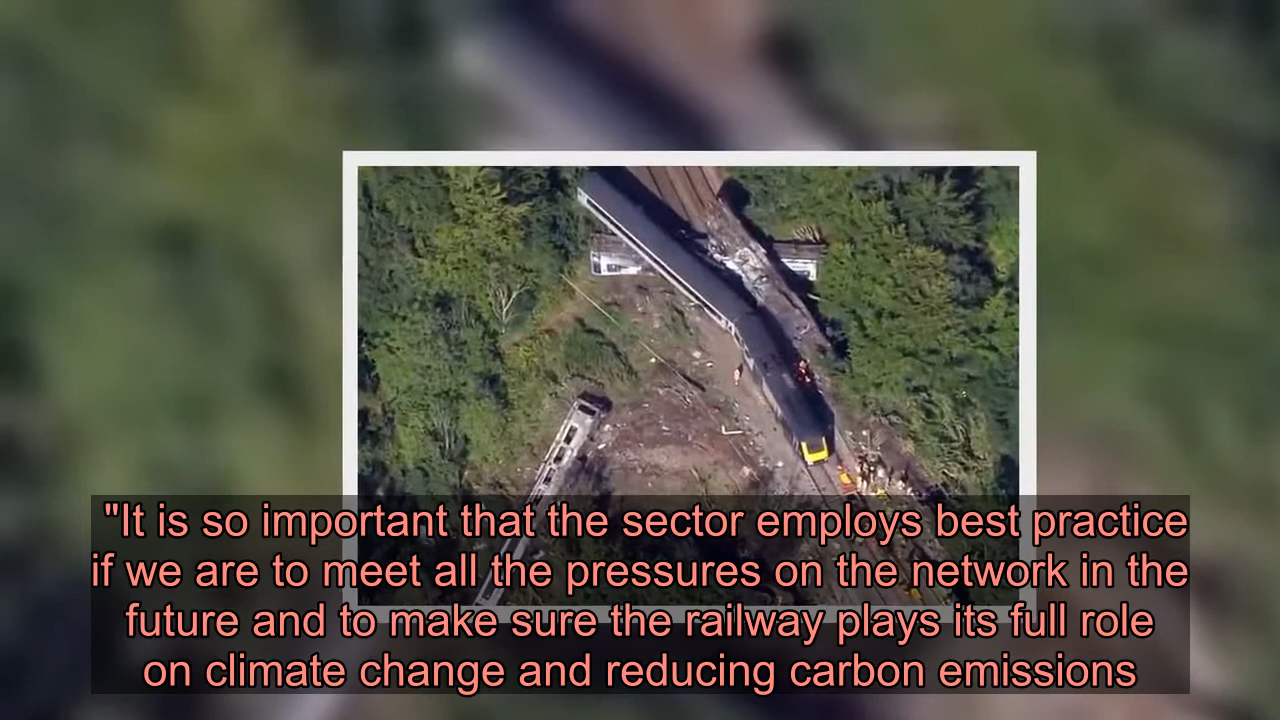 "It is so important that the sector employs best practice
if we are to meet all the pressures on the network in the
future and to make sure the railway plays its full role
on climate change and reducing carbon emissions